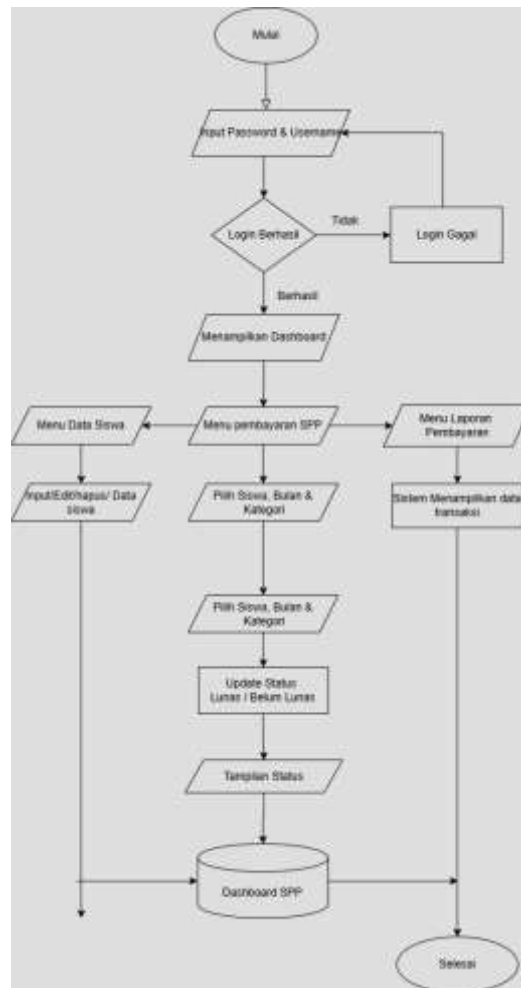 Mulai
Input Password & Username
Login Berhasil
Tidak
Login Gagal
Berhasil
Menampilkan Dashboard
Menu Data Siswa
Menu pembayaran SPP
Menu Laporan
Pembayaran
Input/Edit/hapus/ Data
siswa
Pilih Siswa, Bulan &
Kategori
Sistem Menampilkan data
transaksi
Pilih Siswa, Bulan &
Kategori
Update Status
Lunas / Belum Lunas
Tampilan Status
Dashboard SPP
Selesai